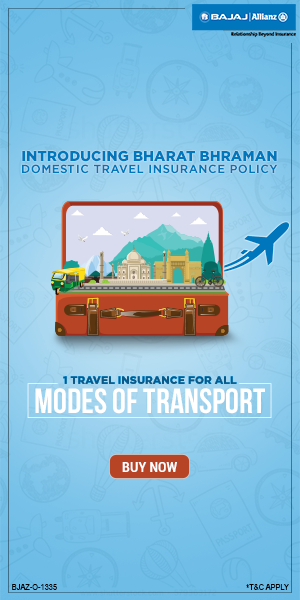 BAJAJ | Allianz
Relationship Beyond Insurance
INTRODUCING BHARAT BHRAMAN
DOMESTIC TRAVEL INSURANCE POLICY
1 TRAVEL INSURANCE FOR ALL
MODES OF TRANSPORT
BUY NOW
BJAZ-O-1335
*T&C APPLY